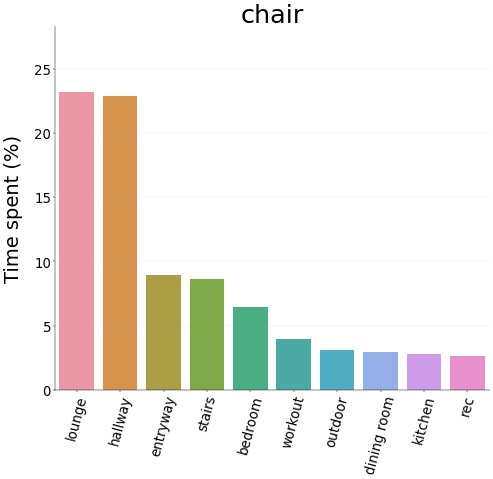 chair
Time spent (%)
25
20
15
10
5
0
lounge
hallway
entryway
stairs
bedroom
workout
outdoor
dining room
kitchen
rec